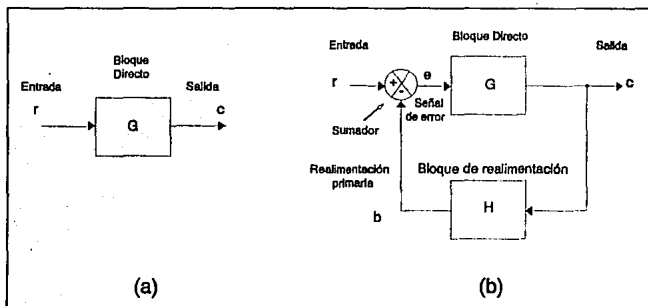 Bloque
Directo
Entrada
Salida
r
G
c
(a)
Entrada
Bloque Directo
Salida
r
+
-
e
G
c
Señal
de error
Sumador
Realimentación
primaria
Bloque de realimentación
b
H
(b)